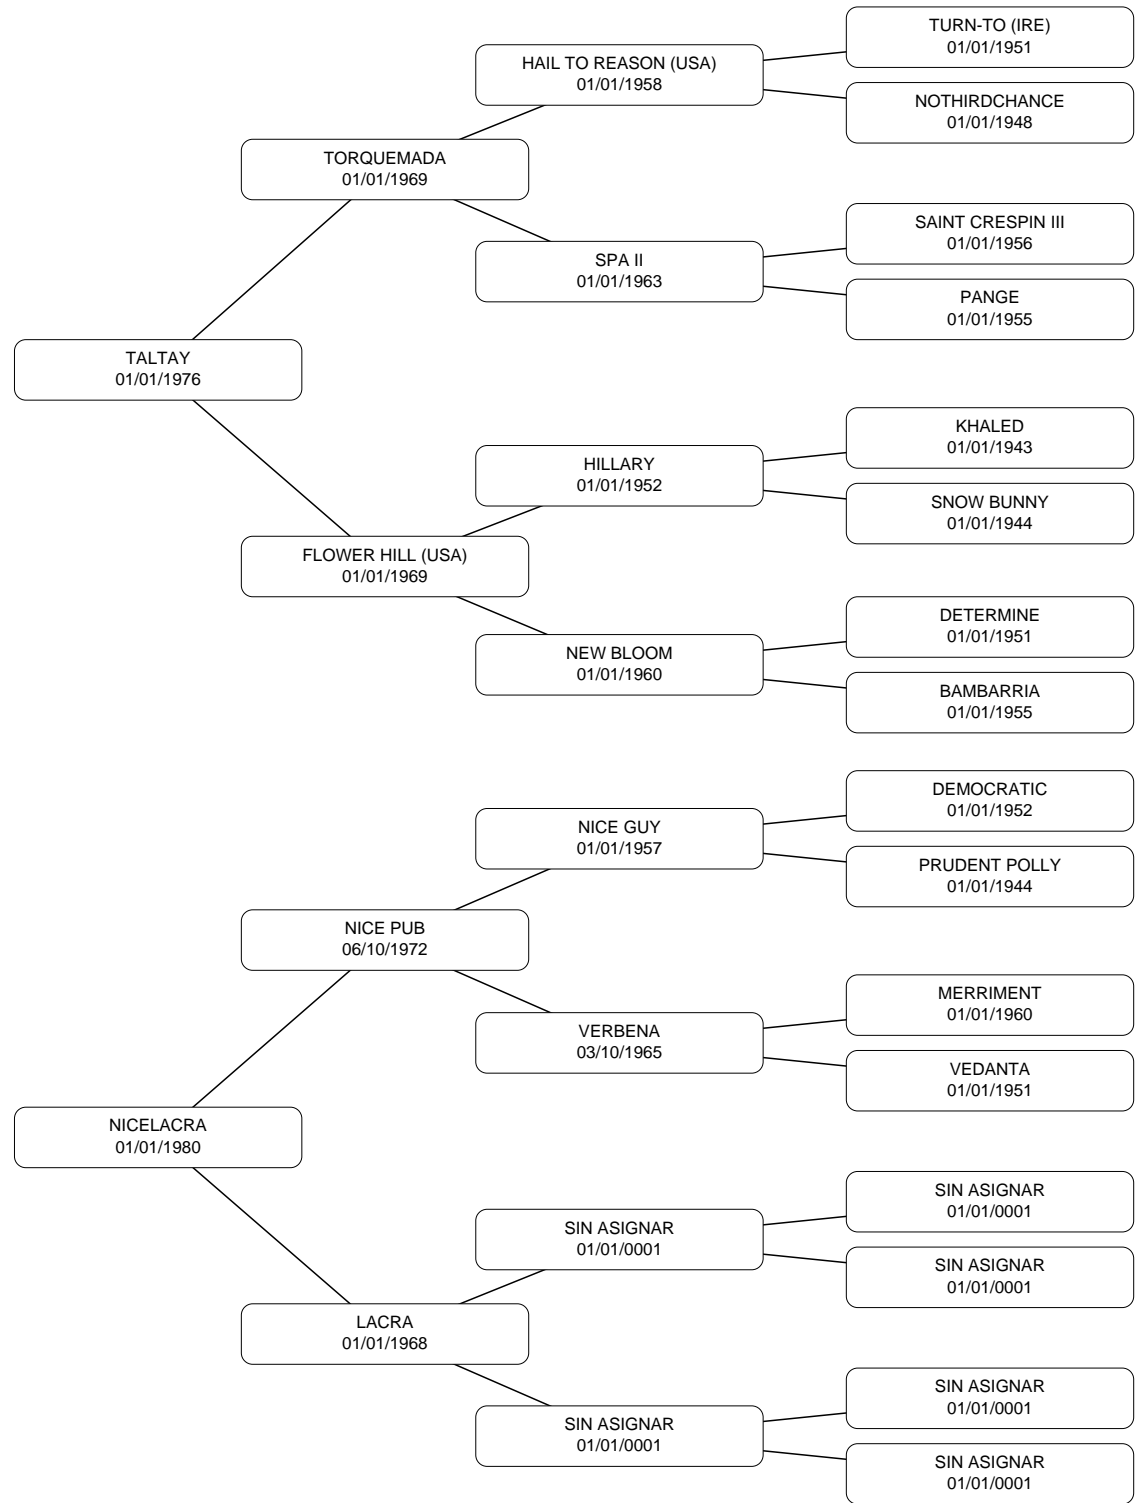 TURN-TO (IRE)
01/01/1951
HAIL TO REASON (USA)
01/01/1958
NOTHIRDCHANCE
01/01/1948
TORQUEMADA
01/01/1969
SAINT CRESPIN III
01/01/1956
SPA II
01/01/1963
PANGE
01/01/1955
TALTAY
01/01/1976
KHALED
01/01/1943
HILLARY
01/01/1952
SNOW BUNNY
01/01/1944
FLOWER HILL (USA)
01/01/1969
DETERMINE
01/01/1951
NEW BLOOM
01/01/1960
BAMBARRIA
01/01/1955
DEMOCRATIC
01/01/1952
NICE GUY
01/01/1957
PRUDENT POLLY
01/01/1944
NICE PUB
06/10/1972
MERRIMENT
01/01/1960
VERBENA
03/10/1965
VEDANTA
01/01/1951
NICELACRA
01/01/1980
SIN ASIGNAR
01/01/0001
SIN ASIGNAR
01/01/0001
SIN ASIGNAR
01/01/0001
LACRA
01/01/1968
SIN ASIGNAR
01/01/0001
SIN ASIGNAR
01/01/0001
SIN ASIGNAR
01/01/0001